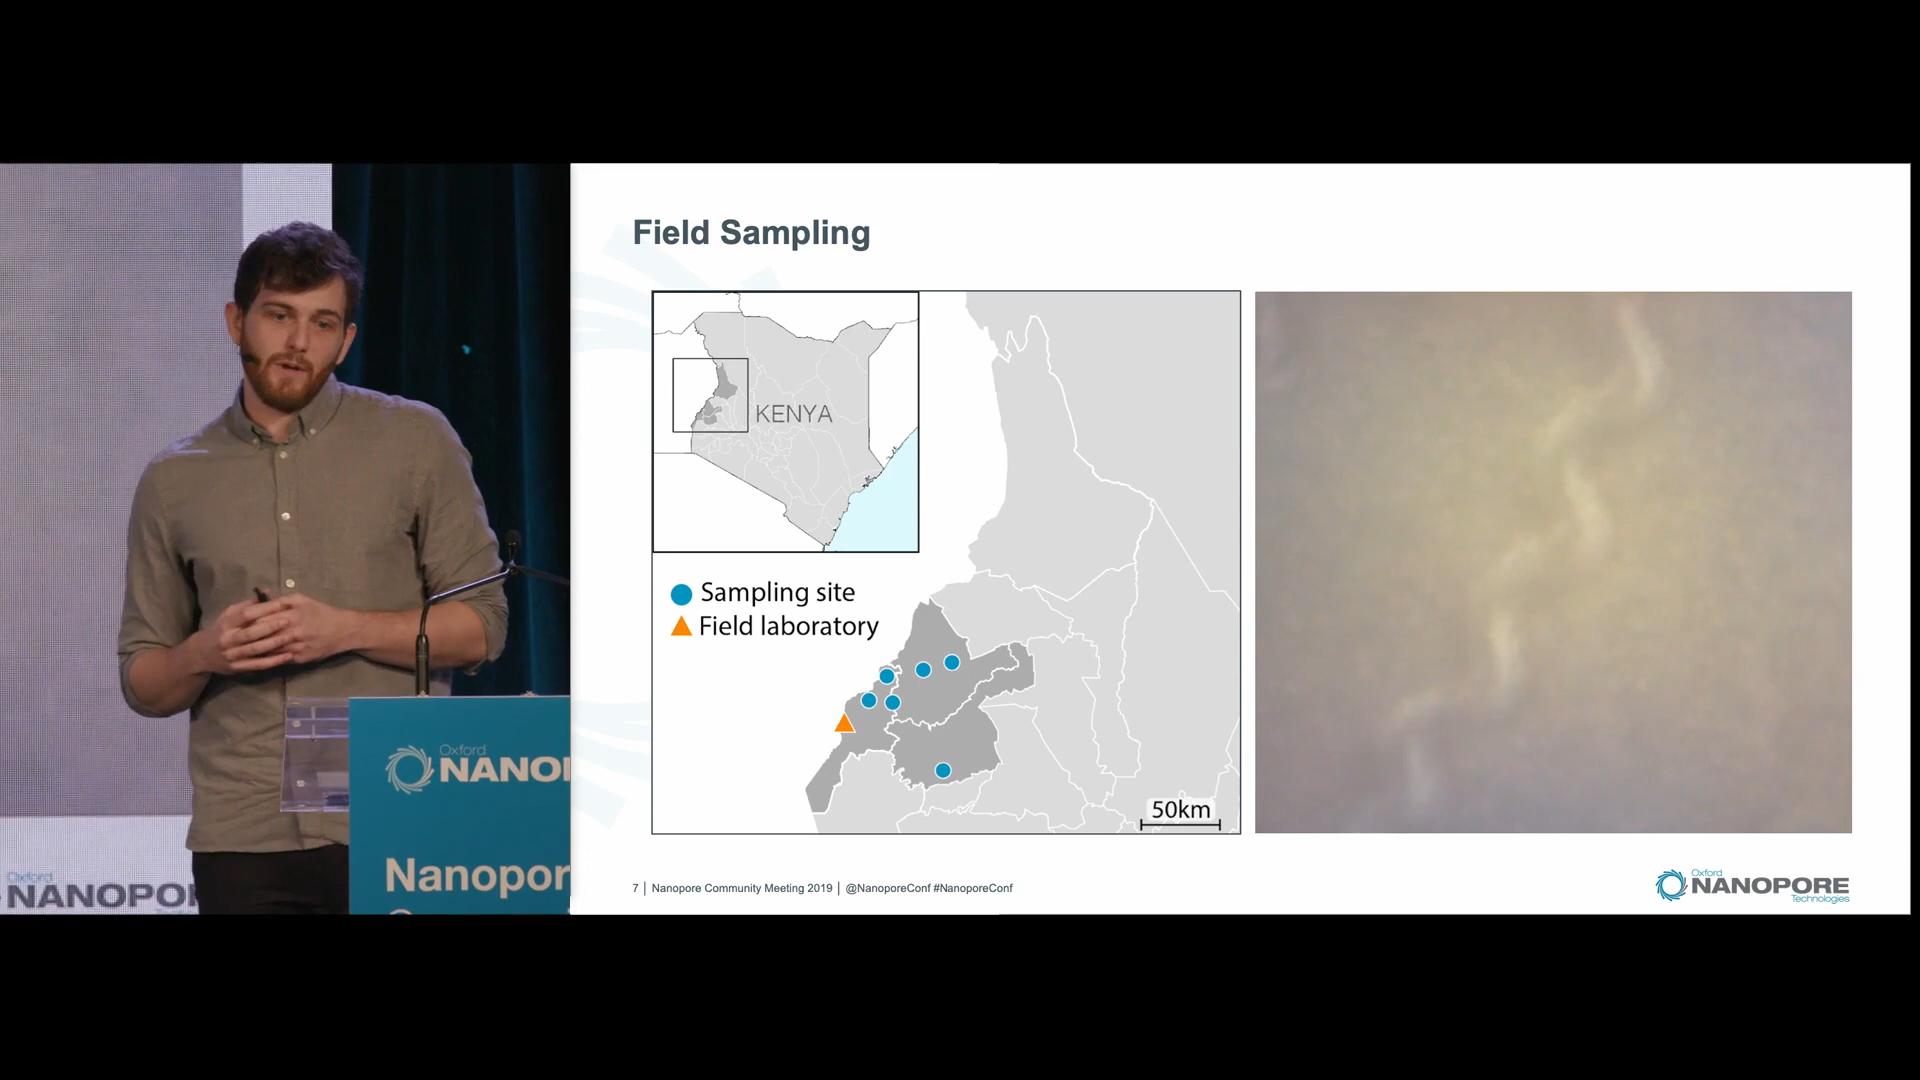 Field Sampling
KENYA
Sampling site
Field laboratory
50km
7 | Nanopore Community Meeting 2019 | @NanoporeConf #NanoporeConf
Oxford
NANOPORE
Technologies
Oxford
NANOPO
Oxford
NANO
Nanopor